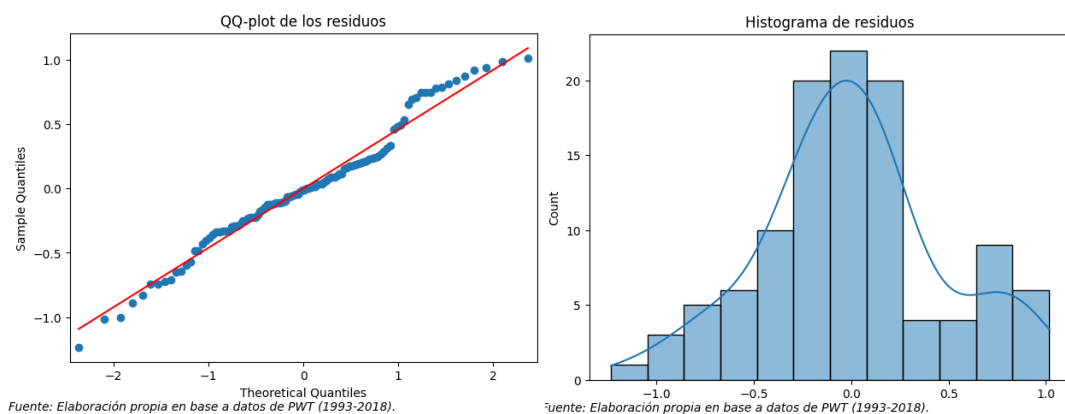 QQ-plot de los residuos
Sample Quantiles
1.0
0.5
0.0
−0.5
−1.0
−2
−1
0
1
2
Theoretical Quantiles
Fuente: Elaboración propia en base a datos de PWT (1993-2018).
Histograma de residuos
Count
20
15
10
5
0
−1.0
−0.5
0.0
0.5
1.0
Fuente: Elaboración propia en base a datos de PWT (1993-2018).